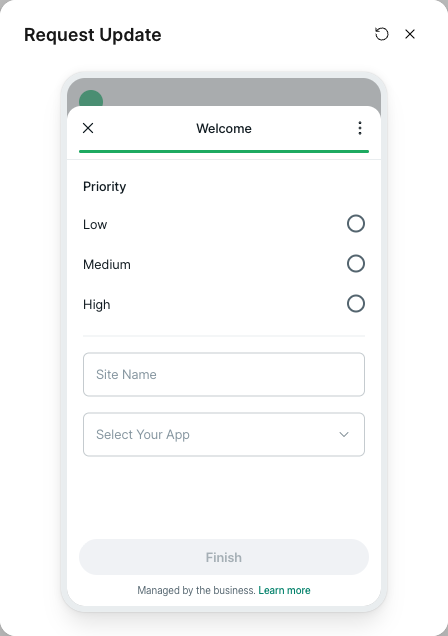 Request Update
Welcome
Priority
Low
Medium
High
Site Name
Select Your App
Finish
Managed by the business. Learn more